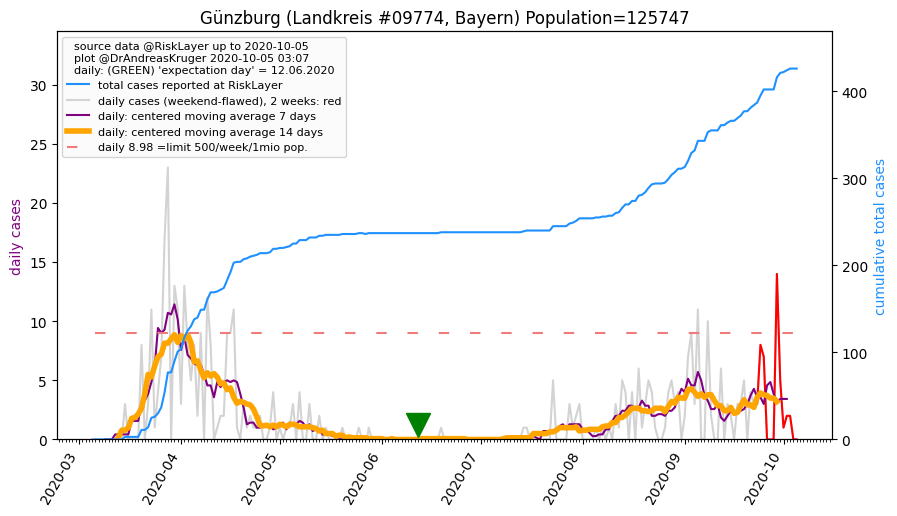 Günzburg (Landkreis #09774, Bayern) Population=125747
source data @RiskLayer up to 2020-10-05
plot @DrAndreasKruger 2020-10-05 03:07
daily: (GREEN) 'expectation day' = 12.06.2020
total cases reported at RiskLayer
daily cases (weekend-flawed), 2 weeks: red
daily: centered moving average 7 days
daily: centered moving average 14 days
daily 8.98 =limit 500/week/1mio pop.
daily cases
30
25
20
15
10
5
0
cumulative total cases
400
300
200
100
0
2020-03
2020-04
2020-05
2020-06
2020-07
2020-08
2020-09
2020-10